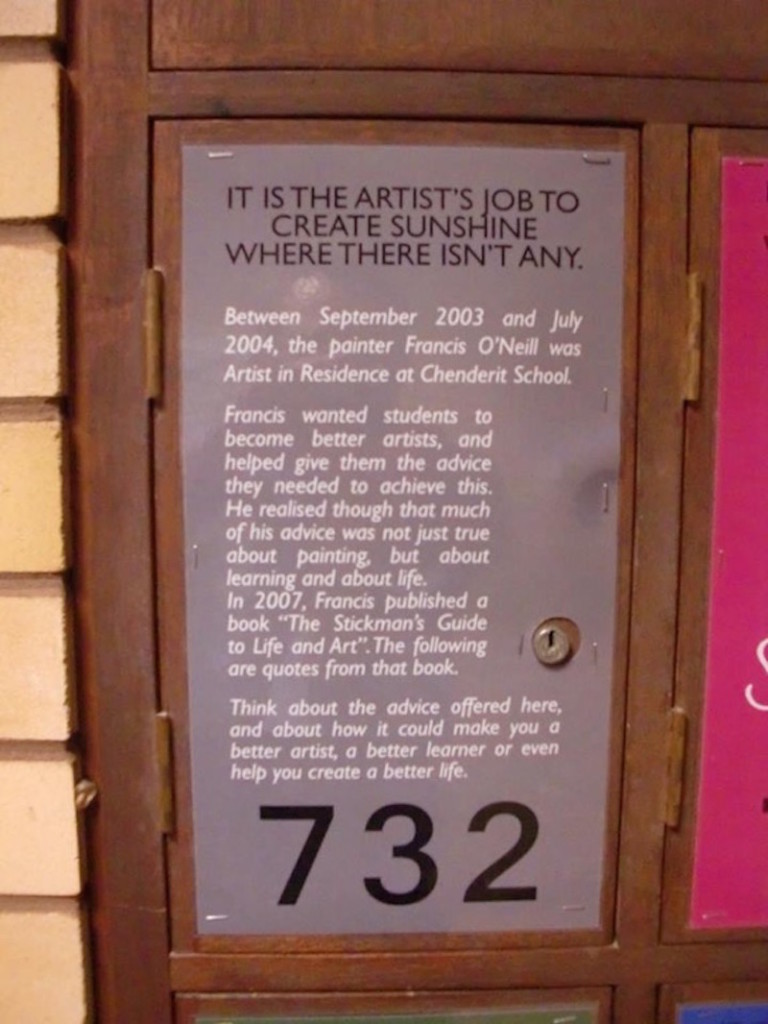 IT IS THE ARTIST'S JOB TO
CREATE SUNSHINE
WHERE THERE ISN'T ANY.
Between September 2003 and July
2004, the painter Francis O'Neill was
Artist in Residence at Chenderit School.
Francis wanted students to
become better artists, and
helped give them the advice
they needed to achieve this.
He realised though that much
of his advice was not just true
about painting, but about
learning and about life.
In 2007, Francis published a
book "The Stickman's Guide
to Life and Art". The following
are quotes from that book.
Think about the advice offered here,
and about how it could make you a
better artist, a better learner or even
help you create a better life.
732